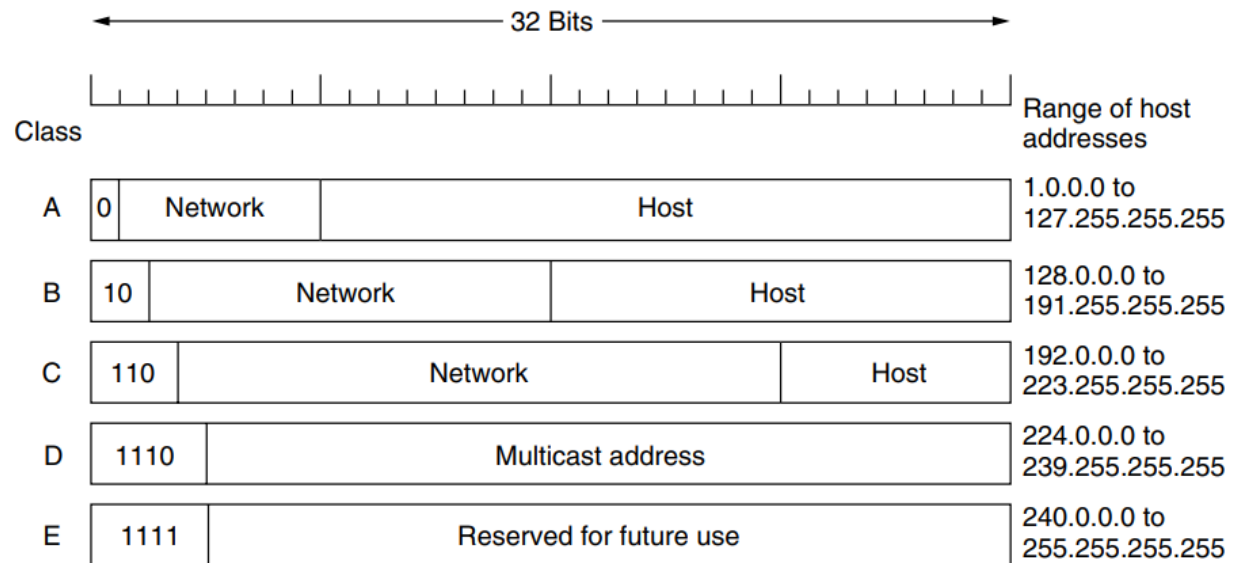 32 Bits
Class
Range of host
addresses
A
0
Network
Host
1.0.0.0 to
127.255.255.255
B
10
Network
Host
128.0.0.0 to
191.255.255.255
C
110
Network
Host
192.0.0.0 to
223.255.255.255
D
1110
Multicast address
224.0.0.0 to
239.255.255.255
E
1111
Reserved for future use
240.0.0.0 to
255.255.255.255